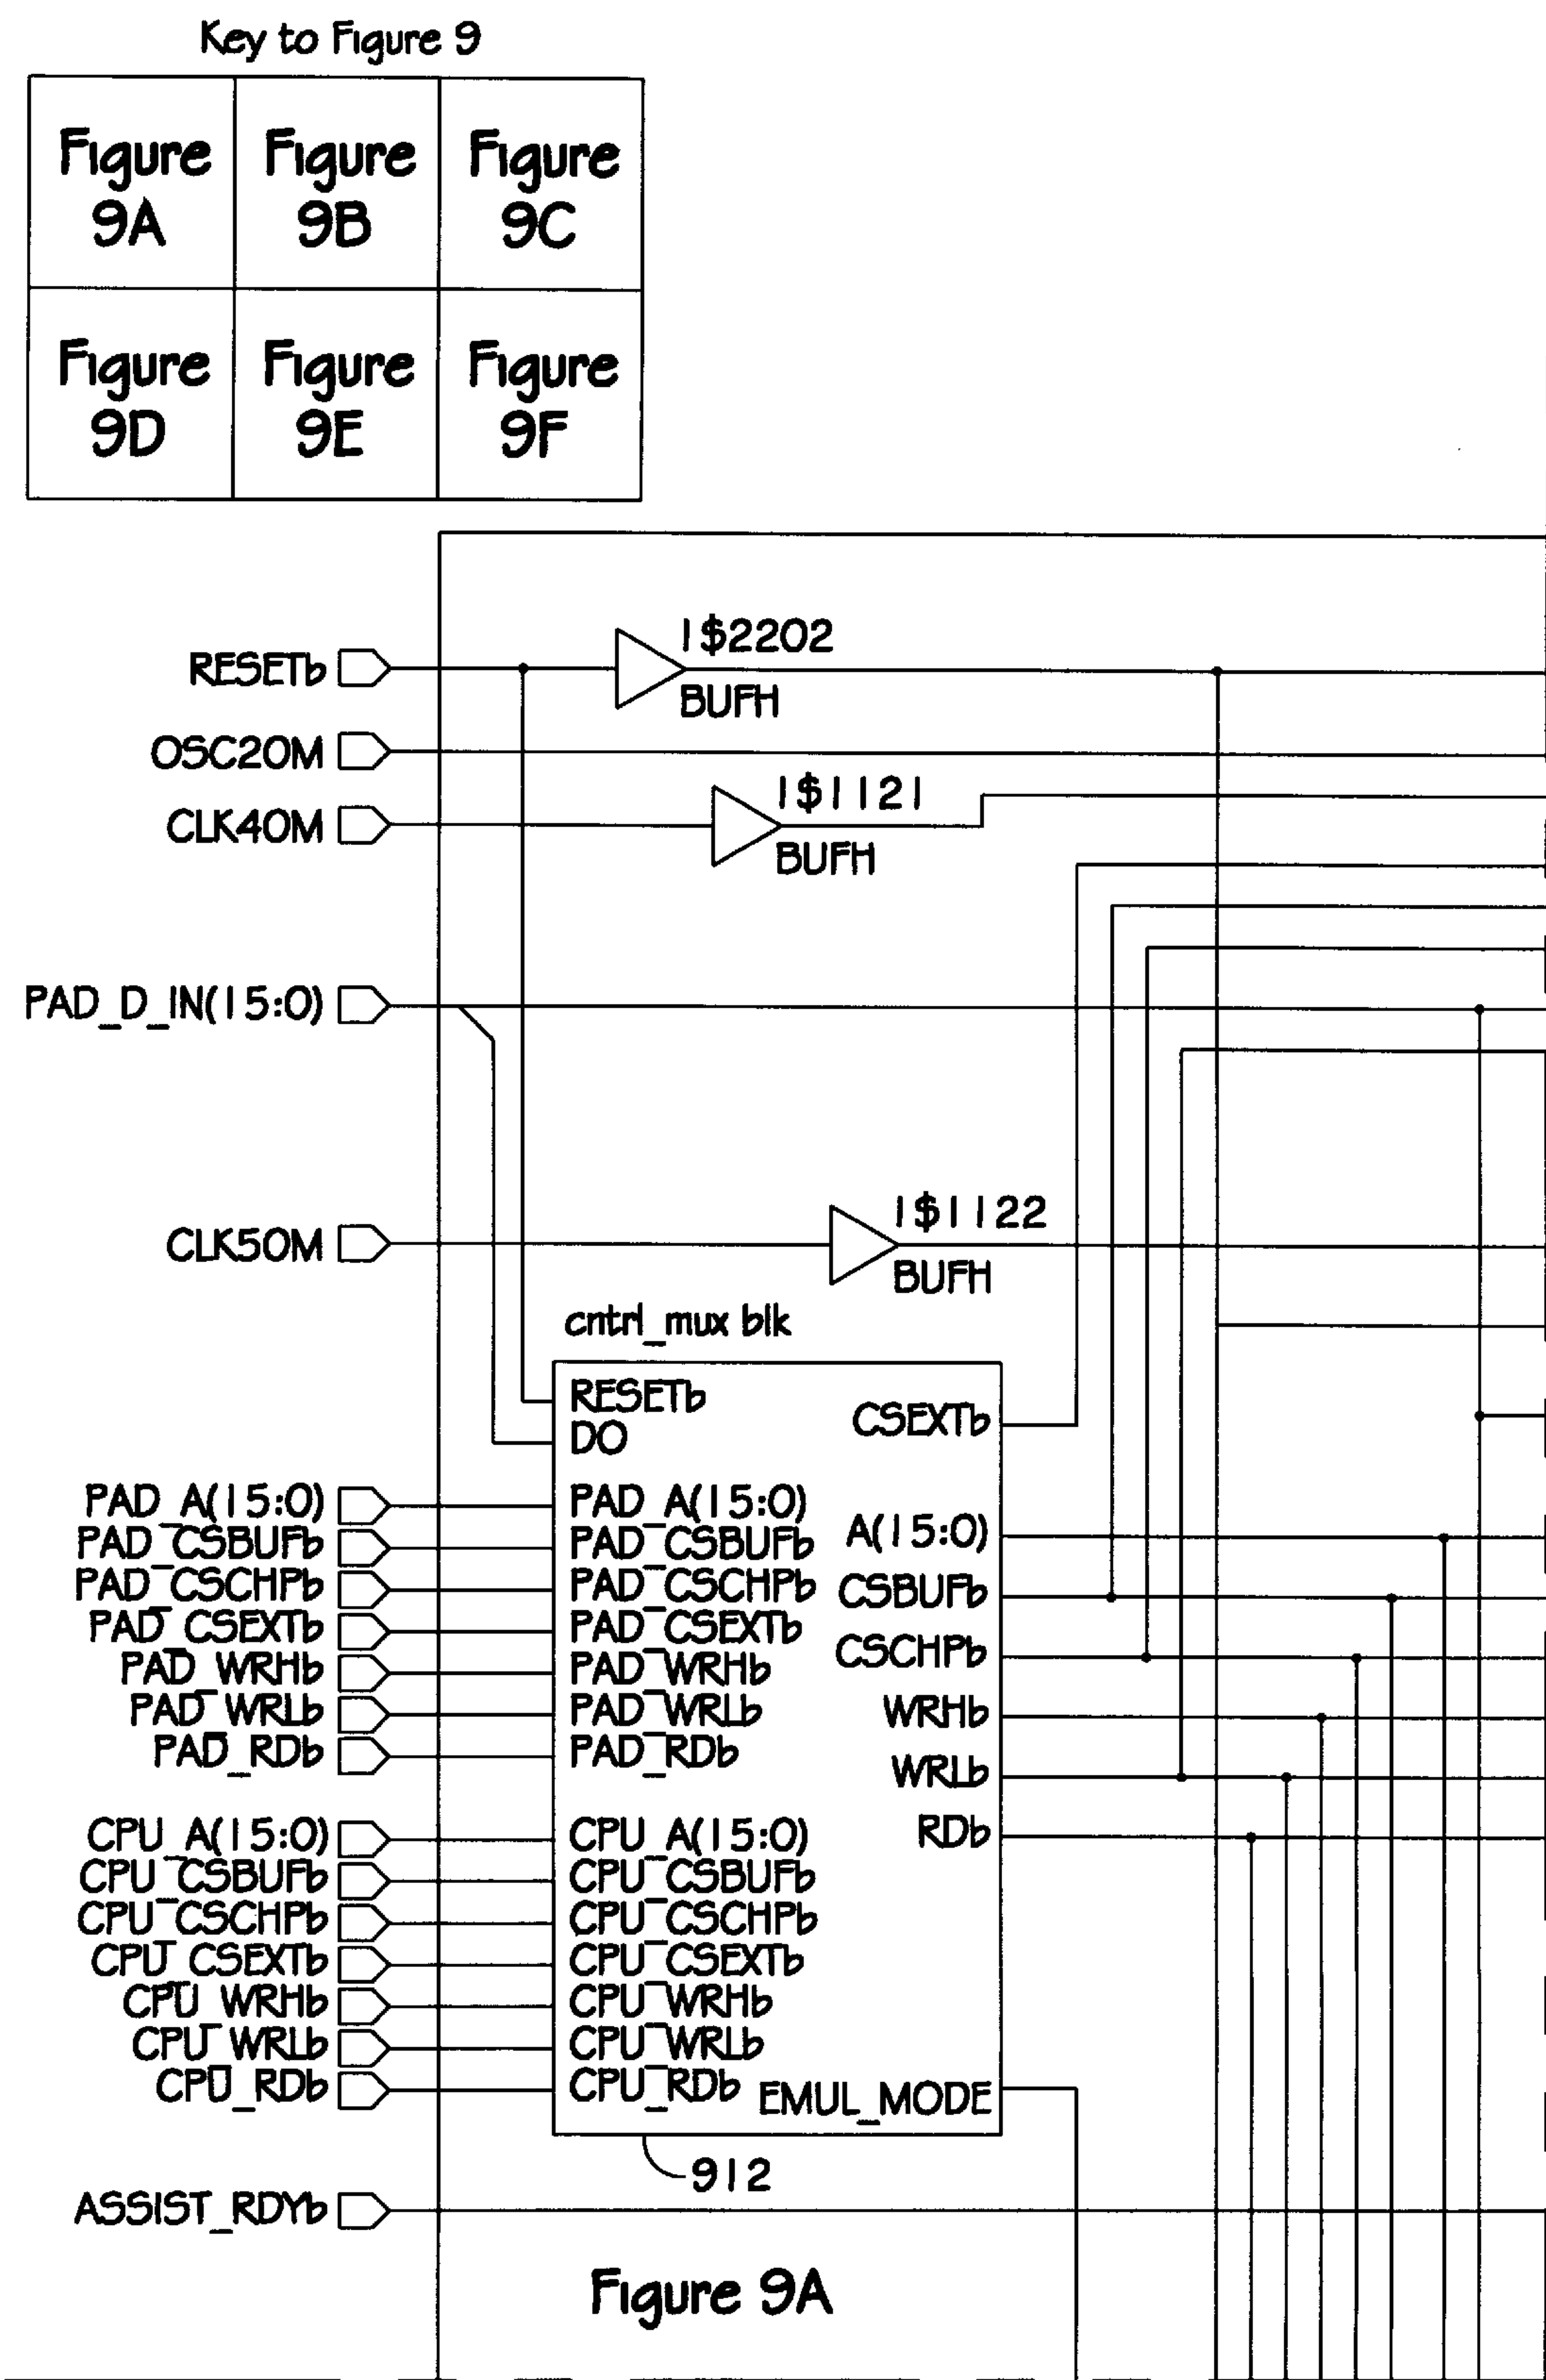 Key to Figure 9
Figure 9A
Figure 9B
Figure 9C
Figure 9D
Figure 9E
Figure 9F
RESETb
1$2202
BUFH
OSC20M
CLK40M
1$1121
BUFH
PAD_D_IN(15:0)
CLK50M
1$1122
BUFH
cntrl_mux blk
RESETb
DO
CSEXTb
PAD_A(15:0)
PAD_CSBUFb
PAD_CSCHPb
PAD_CSEXTb
PAD_WRHb
PAD_WRLb
PAD_RDb
PAD_A(15:0)
PAD_CSBUFb
PAD_CSCHPb
PAD_CSEXTb
PAD_WRHb
PAD_WRLb
PAD_RDb
A(15:0)
CSBUFb
CSCHPb
WRHb
WRLb
RDb
CPU_A(15:0)
CPU_CSBUFb
CPU_CSCHPb
CPU_CSEXTb
CPU_WRHb
CPU_WRLb
CPU_RDb
CPU_A(15:0)
CPU_CSBUFb
CPU_CSCHPb
CPU_CSEXTb
CPU_WRHb
CPU_WRLb
CPU_RDb
EMUL_MODE
912
ASSIST_RDYb
Figure 9A